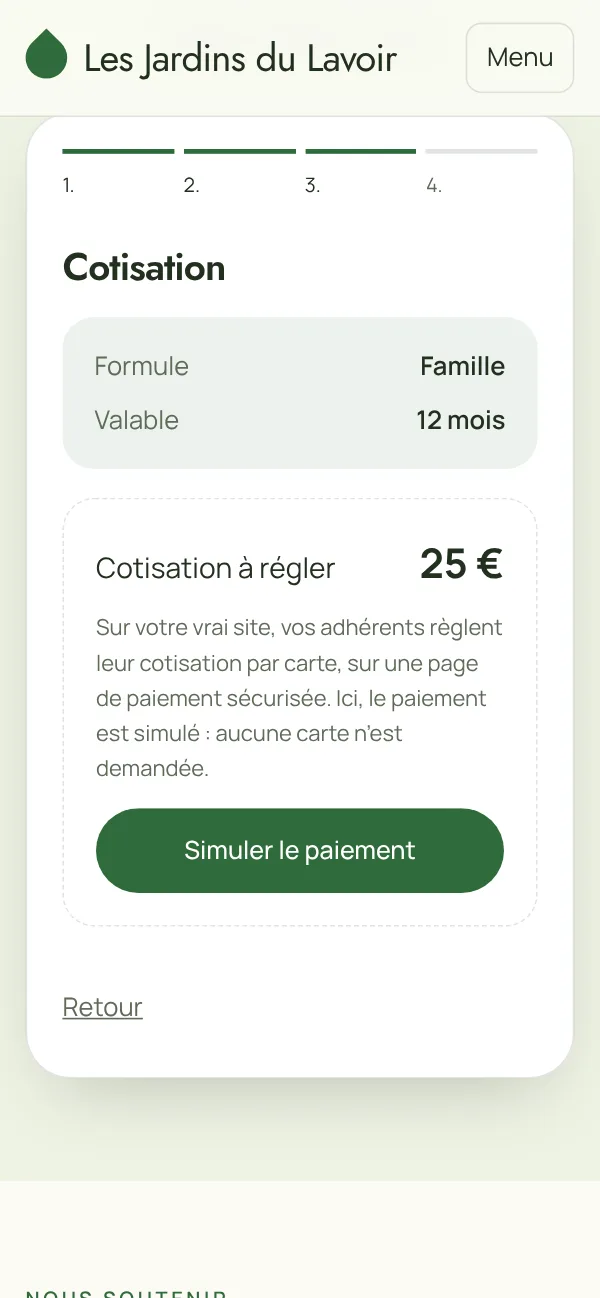 Les Jardins du Lavoir
Menu
1.
2.
3.
4.
Cotisation
Formule
Famille
Valable
12 mois
Cotisation à régler
25 €
Sur votre vrai site, vos adhérents règlent
leur cotisation par carte, sur une page
de paiement sécurisée. Ici, le paiement
est simulé : aucune carte n'est
demandée.
Simuler le paiement
Retour
NOUS SOUTENIR